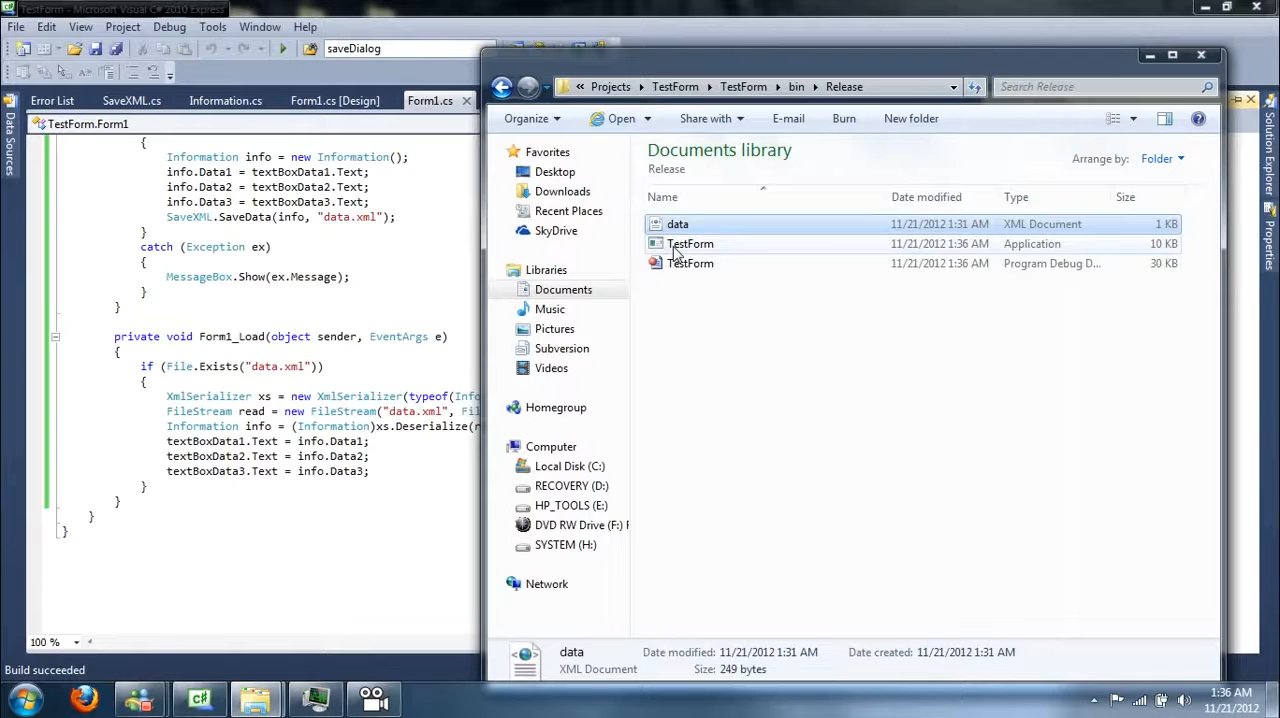 TestForm - Microsoft Visual C# 2010 Express
File Edit View Project Debug Tools Window Help
saveDialog
Error List SaveXML.cs Information.cs Form1.cs [Design] Form1.cs
TestForm.Form1
Data Sources
{
Information info = new Information();
info.Data1 = textBoxData1.Text;
info.Data2 = textBoxData2.Text;
info.Data3 = textBoxData3.Text;
SaveXML.SaveData(info, "data.xml");
}
catch (Exception ex)
{
MessageBox.Show(ex.Message);
}
}
private void Form1_Load(object sender, EventArgs e)
{
if (File.Exists("data.xml"))
{
XmlSerializer xs = new XmlSerializer(typeof(Info
FileStream read = new FileStream("data.xml", Fil
Information info = (Information)xs.Deserialize(r
textBoxData1.Text = info.Data1;
textBoxData2.Text = info.Data2;
textBoxData3.Text = info.Data3;
}
}
}
}
100 %
Build succeeded
« Projects TestForm TestForm bin Release
Search Release
Organize Open Share with E-mail Burn New folder
Favorites
Desktop
Downloads
Recent Places
SkyDrive
Libraries
Documents
Music
Pictures
Subversion
Videos
Homegroup
Computer
Local Disk (C:)
RECOVERY (D:)
HP_TOOLS (E:)
DVD RW Drive (F:)
SYSTEM (H:)
Network
Documents library
Release
Arrange by: Folder
Name Date modified Type Size
data 11/21/2012 1:31 AM XML Document 1 KB
TestForm 11/21/2012 1:36 AM Application 10 KB
TestForm 11/21/2012 1:36 AM Program Debug D... 30 KB
data Date modified: 11/21/2012 1:31 AM Date created: 11/21/2012 1:31 AM
XML Document Size: 249 bytes
Solution Explorer
Properties
1:36 AM
11/21/2012